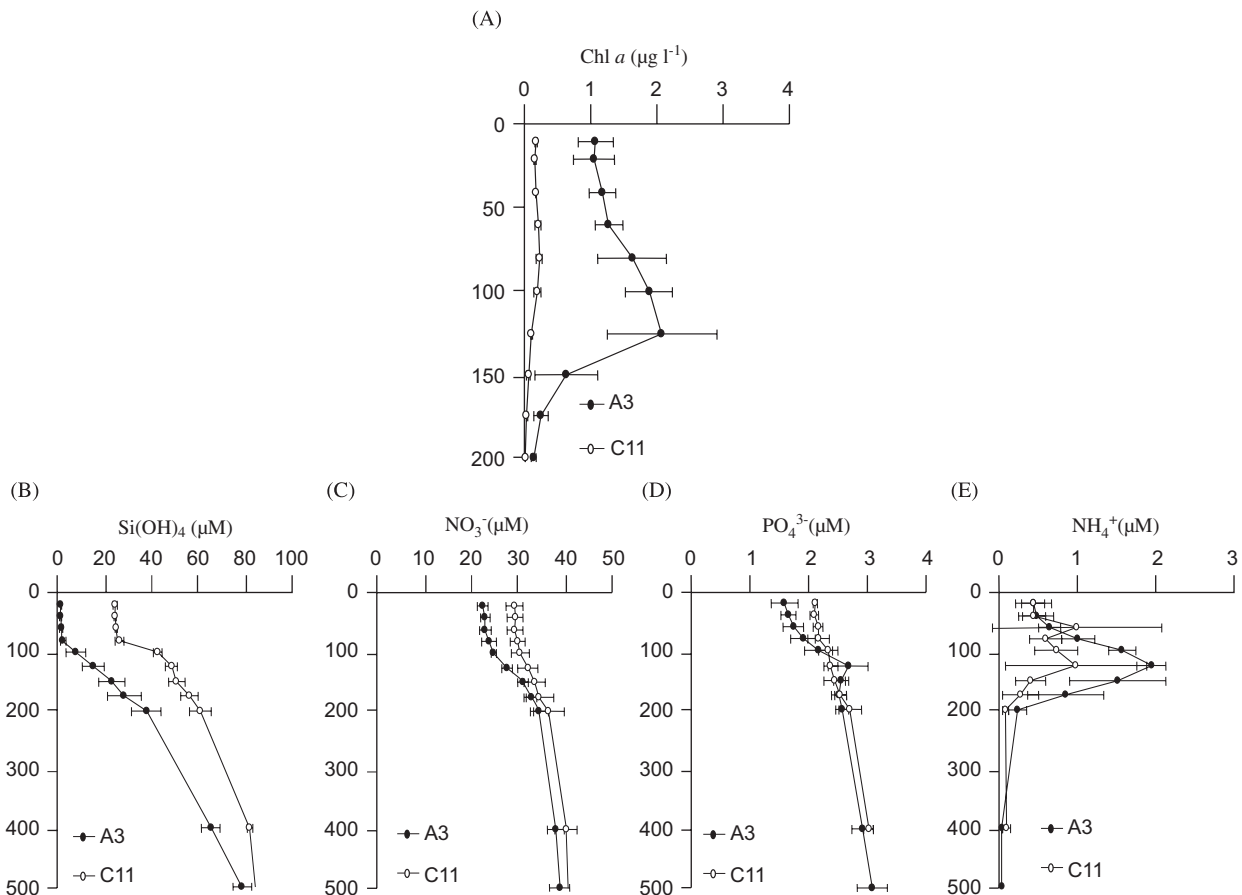 (A)
Chl a (µg l⁻¹)
0 1 2 3 4
0
50
100
150
200
A3
C11
(B)
Si(OH)₄ (µM)
0 20 40 60 80 100
0
100
200
300
400
500
A3
C11
(C)
NO₃⁻(µM)
0 10 20 30 40 50
0
100
200
300
400
500
A3
C11
(D)
PO₄³⁻(µM)
0 1 2 3 4
0
100
200
300
400
500
A3
C11
(E)
NH₄⁺(µM)
0 1 2 3
0
100
200
300
400
500
A3
C11